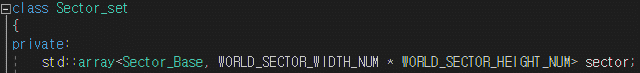 class Sector_set
{
private:
std::array<Sector_Base, WORLD_SECTOR_WIDTH_NUM * WORLD_SECTOR_HEIGHT_NUM> sector;